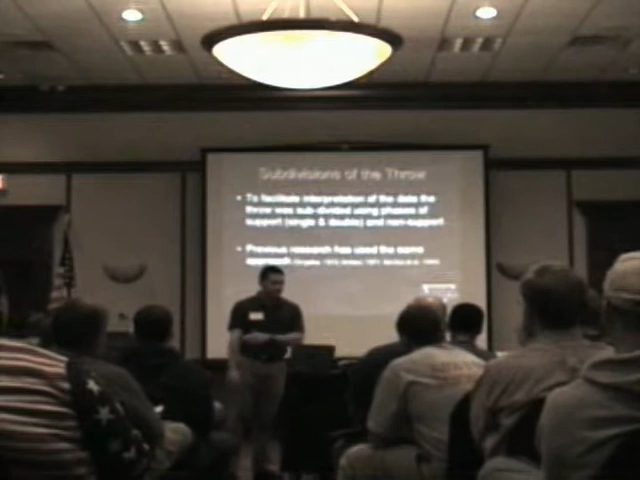 Subdivisions of the Throw
• To facilitate interpretation of the data the
throw was sub-divided using phases of
support (single & double) and non-support
• Previous research has used the same
approach